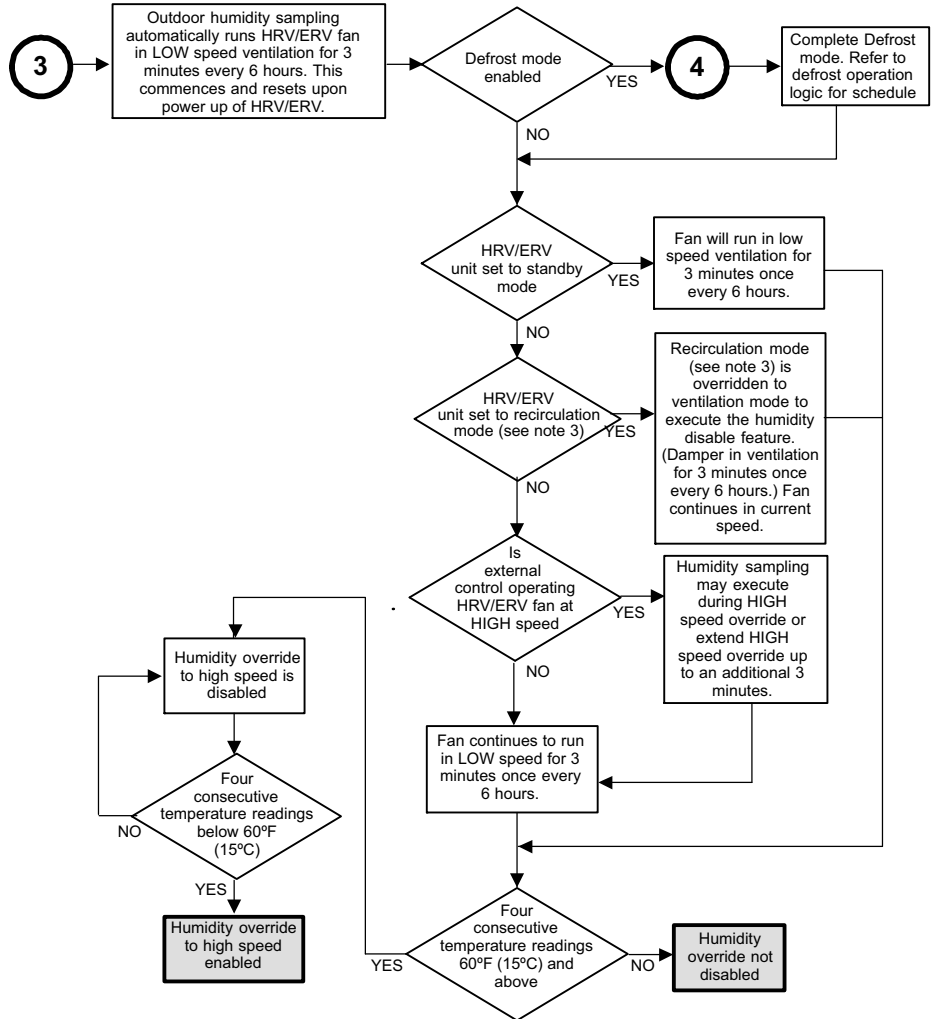 3
Outdoor humidity sampling
automatically runs HRV/ERV fan
in LOW speed ventilation for 3
minutes every 6 hours. This
commences and resets upon
power up of HRV/ERV.
Defrost mode
enabled
YES
4
Complete Defrost
mode. Refer to
defrost operation
logic for schedule
NO
HRV/ERV
unit set to standby
mode
YES
Fan will run in low
speed ventilation for
3 minutes once
every 6 hours.
NO
HRV/ERV
unit set to recirculation
mode (see note 3)
YES
Recirculation mode
(see note 3) is
overridden to
ventilation mode to
execute the humidity
disable feature.
(Damper in ventilation
for 3 minutes once
every 6 hours.) Fan
continues in current
speed.
NO
Is
external
control operating
HRV/ERV fan at
HIGH speed
YES
Humidity sampling
may execute
during HIGH
speed override or
extend HIGH
speed override up
to an additional 3
minutes.
NO
Fan continues to run
in LOW speed for 3
minutes once every
6 hours.
Humidity override
to high speed is
disabled
Four
consecutive
temperature readings
below 60ºF
(15ºC)
NO
YES
Humidity override
to high speed
enabled
Four
consecutive
temperature readings
60ºF (15ºC) and
above
YES
NO
Humidity
override not
disabled